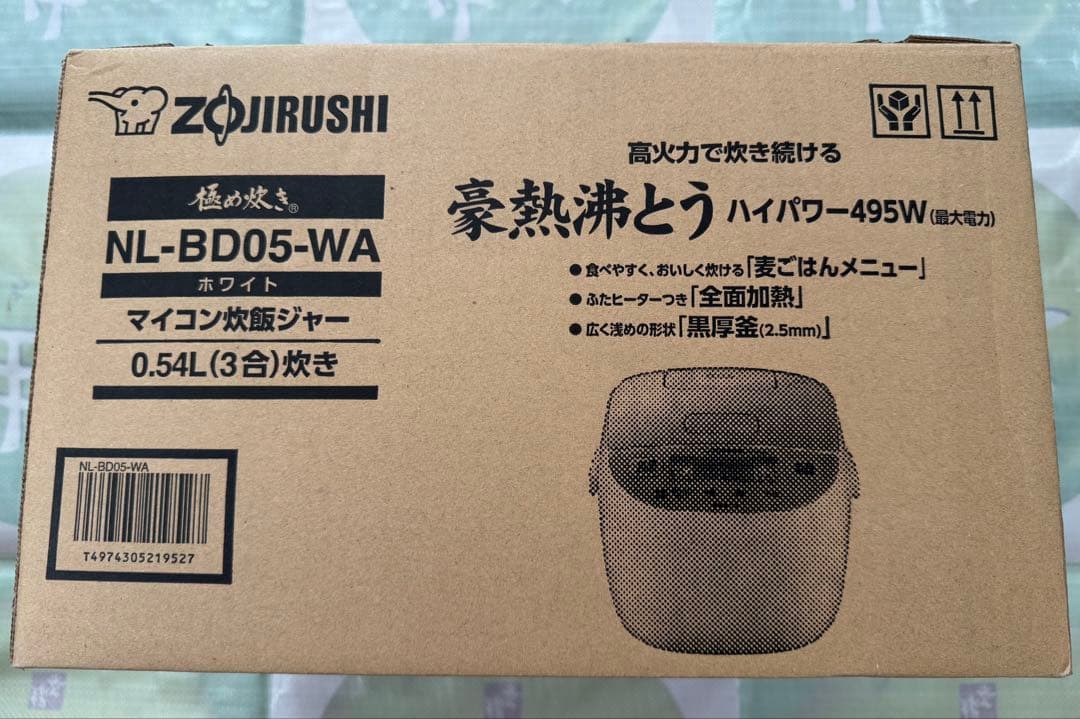 ZOJIRUSHI
極め炊き®
NL-BD05-WA
ホワイト
マイコン炊飯ジャー
0.54L(3合)炊き
高火力で炊き続ける
豪熱沸とう ハイパワー495W(最大電力)
●食べやすく、おいしく炊ける「麦ごはんメニュー」
●ふたヒーターつき「全面加熱」
●広く浅めの形状「黒厚釜(2.5mm)」
NL-BD05-WA
T4974305219527